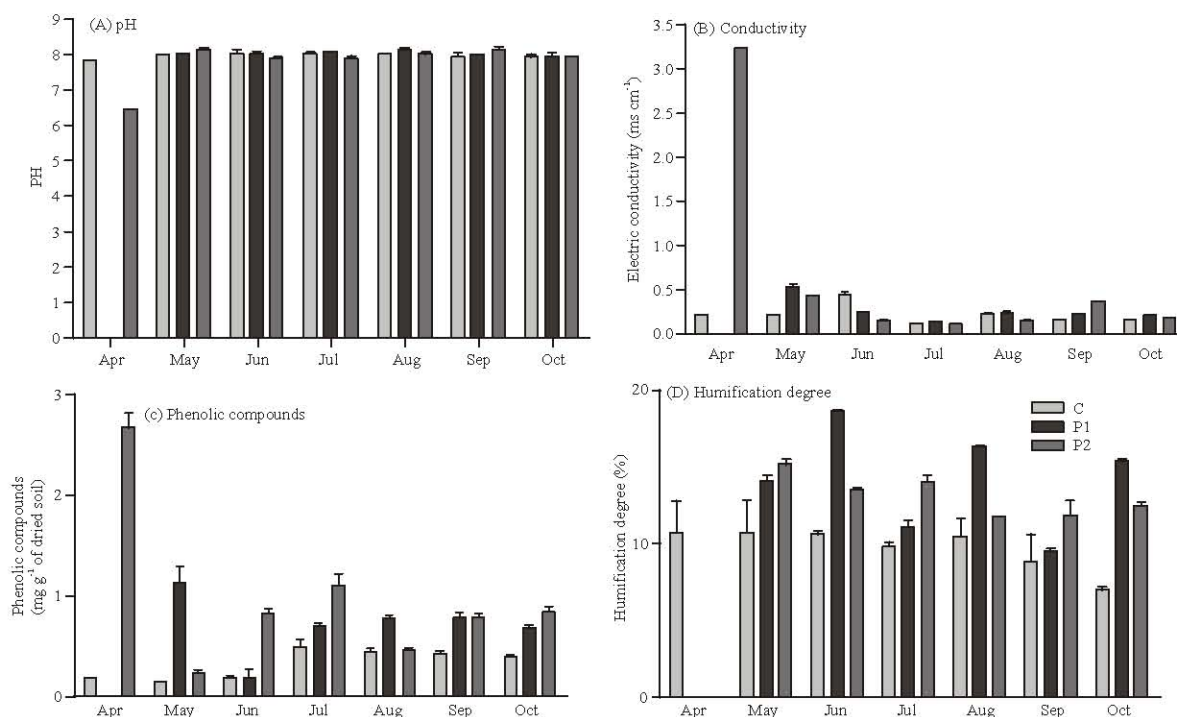 (A) pH
PH
9
8
7
6
5
4
3
2
1
0
Apr May Jun Jul Aug Sep Oct
(B) Conductivity
Electric conductivity (ms cm⁻¹)
3.5
3.0
2.5
2.0
1.5
1.0
0.5
0.0
Apr May Jun Jul Aug Sep Oct
(c) Phenolic compounds
Phenolic compounds
(mg g⁻¹ of dried soil)
3
2
1
0
Apr May Jun Jul Aug Sep Oct
(D) Humification degree
Humification degree (%)
20
10
0
C
P1
P2
Apr May Jun Jul Aug Sep Oct